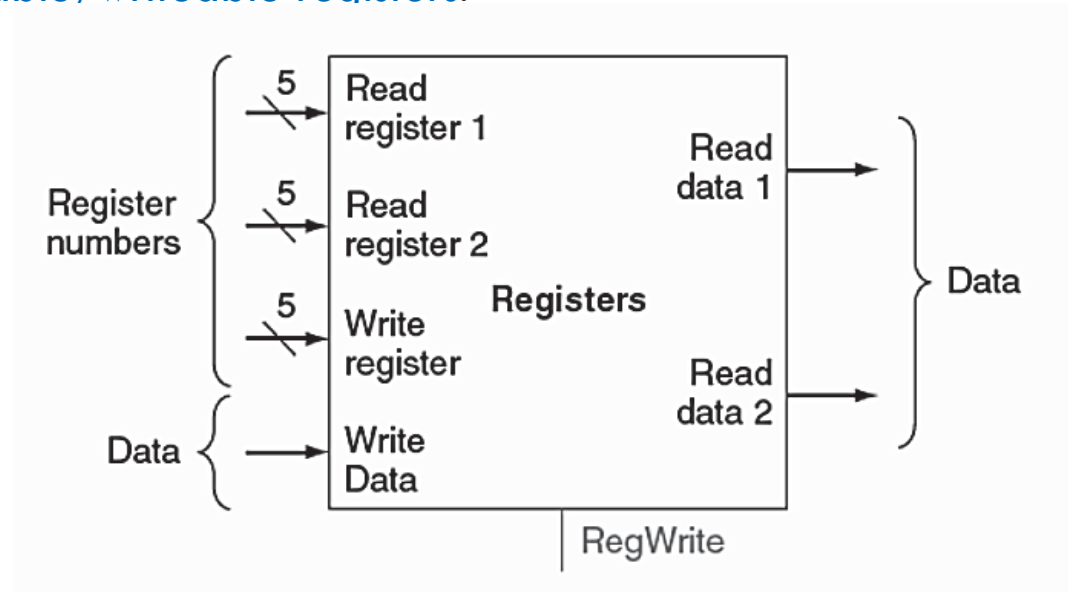 5
Read
register 1
Read
data 1
5
Read
register 2
Register
numbers
Registers
5
Write
register
Read
data 2
Data
Data
Write
Data
RegWrite